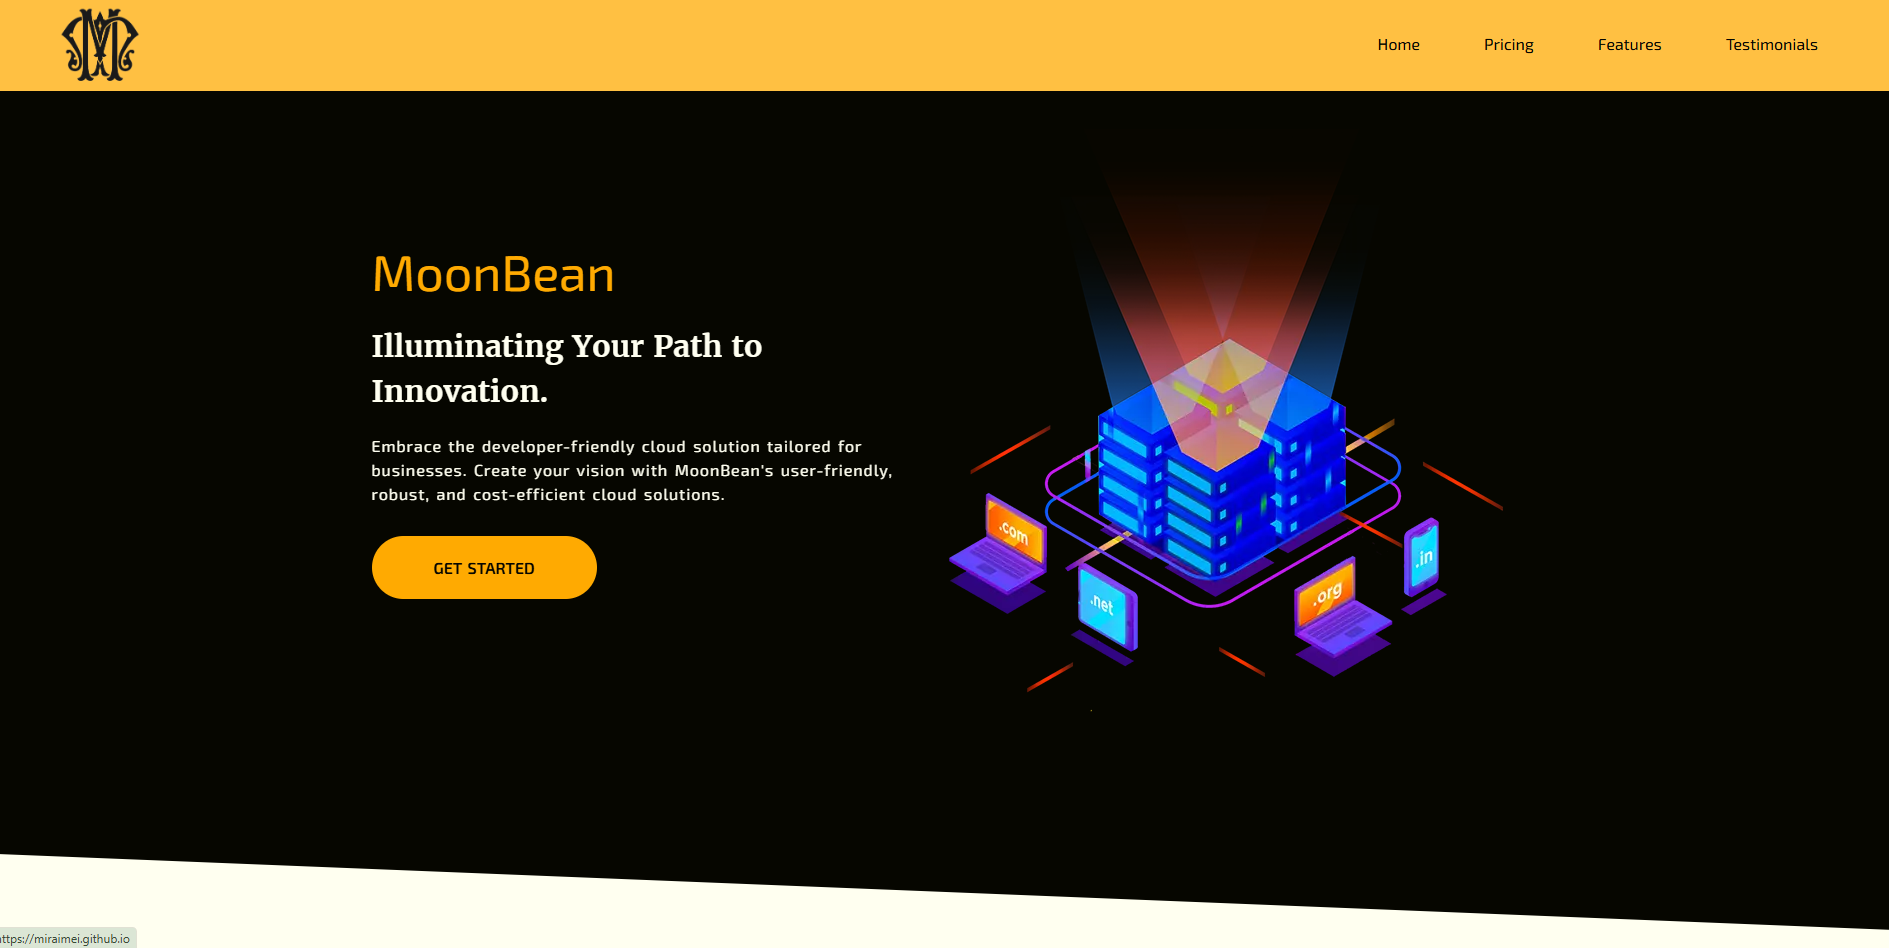 Home Pricing Features Testimonials
MoonBean
Illuminating Your Path to
Innovation.
Embrace the developer-friendly cloud solution tailored for
businesses. Create your vision with MoonBean's user-friendly,
robust, and cost-efficient cloud solutions.
GET STARTED
.com
.net
.org
.in
ttps://miraimei.github.io